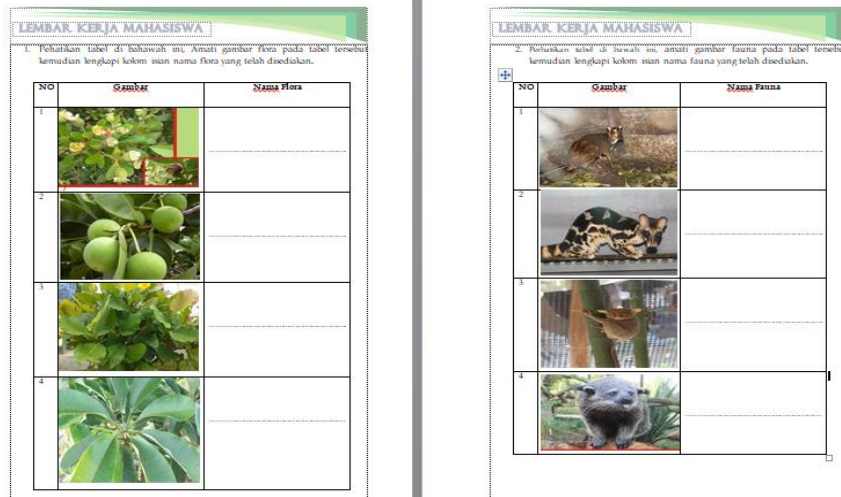 LEMBAR KERJA MAHASISWA
1. Pehatikan tabel di bahawah ini, Amati gambar flora pada tabel tersebut
kemudian lengkapi kolom isian nama flora yang telah disediakan.
NO Gambar Nama Flora
1
2
3
4
LEMBAR KERJA MAHASISWA
2. Perhatikan tabel di bawah ini, amati gambar fauna pada tabel tersebu
kemudian lengkapi kolom isian nama fauna yang telah disediakan.
NO Gambar Nama Fauna
1
2
3
4